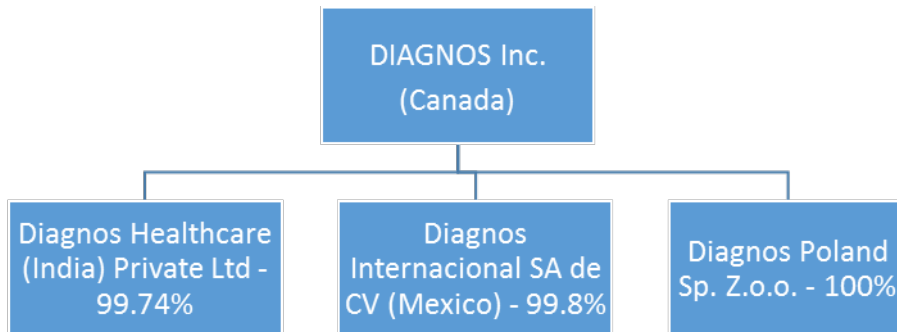 DIAGNOS Inc.
(Canada)
Diagnos Healthcare
(India) Private Ltd -
99.74%
Diagnos
Internacional SA de
CV (Mexico) - 99.8%
Diagnos Poland
Sp. Z.o.o. - 100%